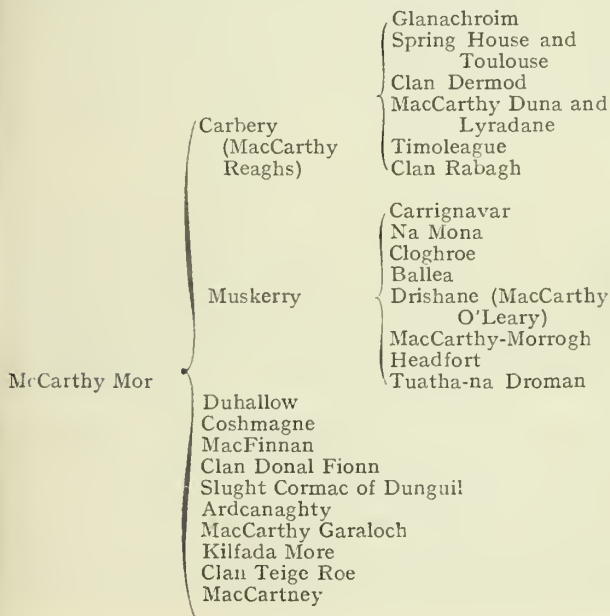 Glanachroim
Spring House and
Toulouse
Clan Dermod
MacCarthy Duna and
Lyradane
Timoleague
Clan Rabagh
Carbery
(MacCarthy
Reaghs)
Carrignavar
Na Mona
Cloghroe
Ballea
Drishane (MacCarthy
O'Leary)
MacCarthy-Morrogh
Headfort
Tuatha-na Droman
Muskerry
McCarthy Mor
Duhallow
Coshmagne
MacFinnan
Clan Donal Fionn
Slught Cormac of Dunguil
Ardcanaghty
MacCarthy Garaloch
Kilfada More
Clan Teige Roe
MacCartney